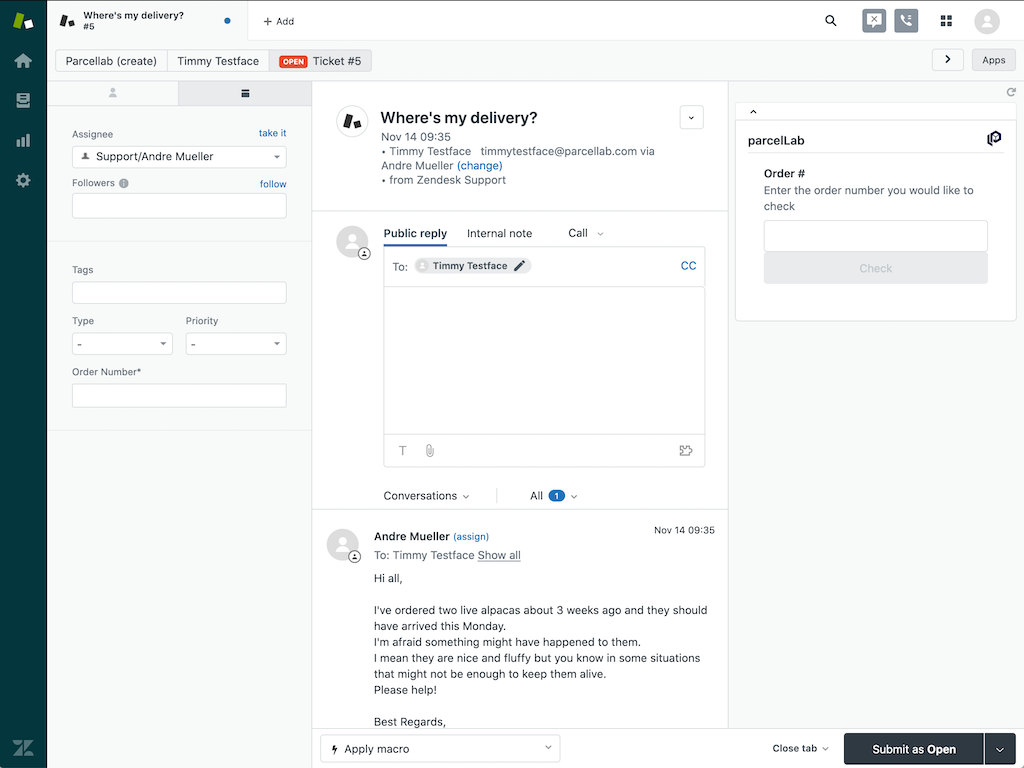 Where's my delivery?
#5
+ Add
Parcellab (create)
Timmy Testface
OPEN Ticket #5
Apps
Assignee
take it
Support/Andre Mueller
Followers
follow
Tags
Type
Priority
-
-
Order Number*
Where's my delivery?
Nov 14 09:35
• Timmy Testface timmytestface@parcellab.com via
Andre Mueller (change)
• from Zendesk Support
Public reply
Internal note
Call
To: Timmy Testface
CC
T
Conversations
All 1
Andre Mueller (assign)
Nov 14 09:35
To: Timmy Testface Show all
Hi all,
I've ordered two live alpacas about 3 weeks ago and they should
have arrived this Monday.
I'm afraid something might have happened to them.
I mean they are nice and fluffy but you know in some situations
that might not be enough to keep them alive.
Please help!
Best Regards,
Apply macro
Close tab
Submit as Open
parcelLab
Order #
Enter the order number you would like to
check
Check